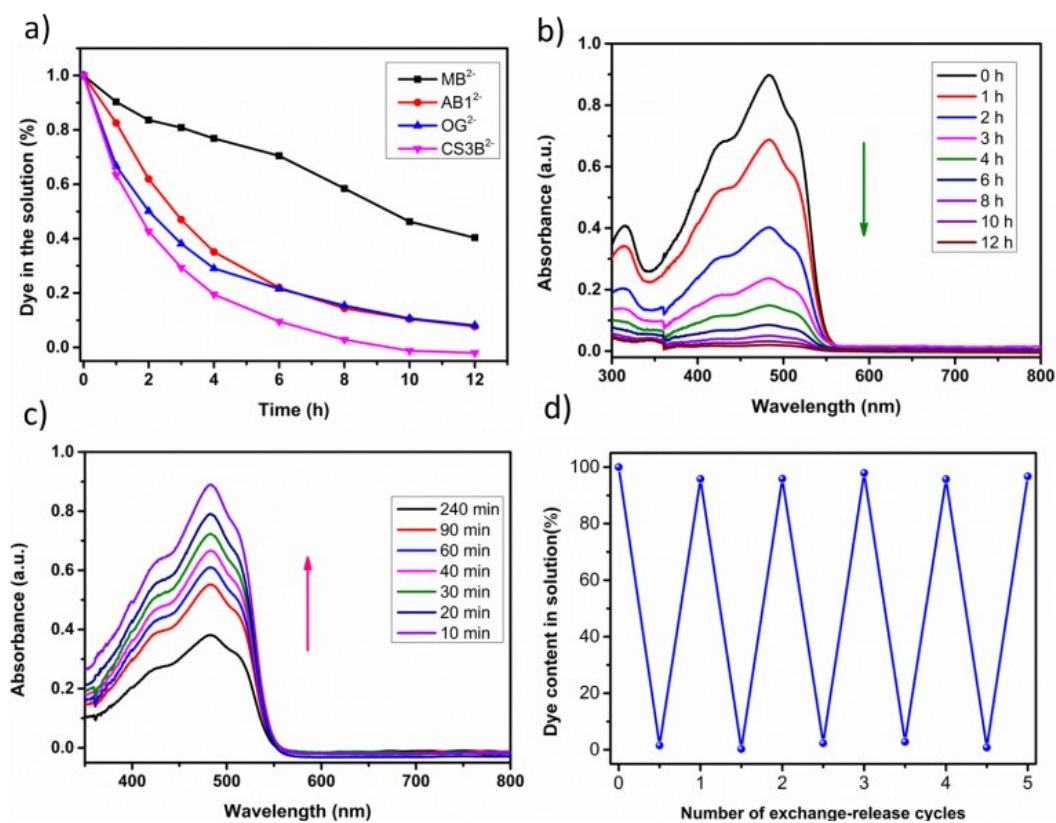 a)
Dye in the solution (%)
1.0
0.8
0.6
0.4
0.2
0.0
MB²⁻
AB1²⁻
OG²⁻
CS3B²⁻
0 2 4 6 8 10 12
Time (h)
b)
Absorbance (a.u.)
1.0
0.8
0.6
0.4
0.2
0.0
0 h
1 h
2 h
3 h
4 h
6 h
8 h
10 h
12 h
300 400 500 600 700 800
Wavelength (nm)
c)
Absorbance (a.u.)
1.0
0.8
0.6
0.4
0.2
0.0
240 min
90 min
60 min
40 min
30 min
20 min
10 min
400 500 600 700 800
Wavelength (nm)
d)
Dye content in solution(%)
100
80
60
40
20
0
0 1 2 3 4 5
Number of exchange-release cycles